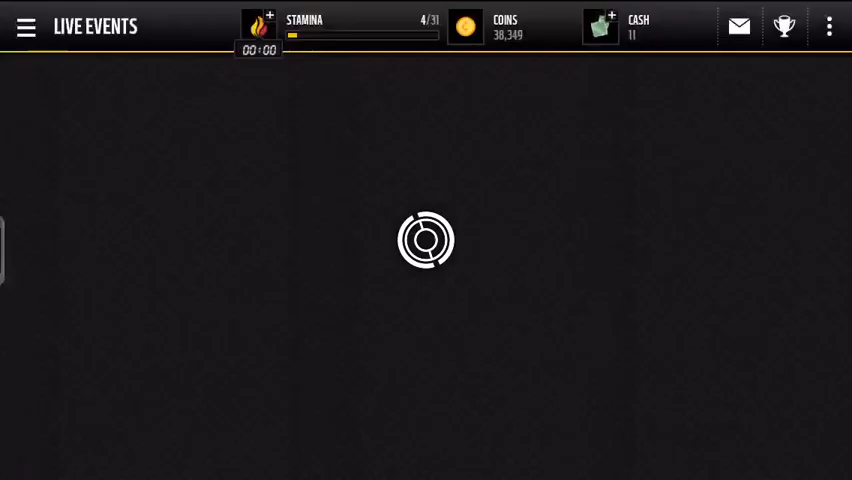 LIVE EVENTS
STAMINA
4/31
00:00
COINS
38,349
CASH
11